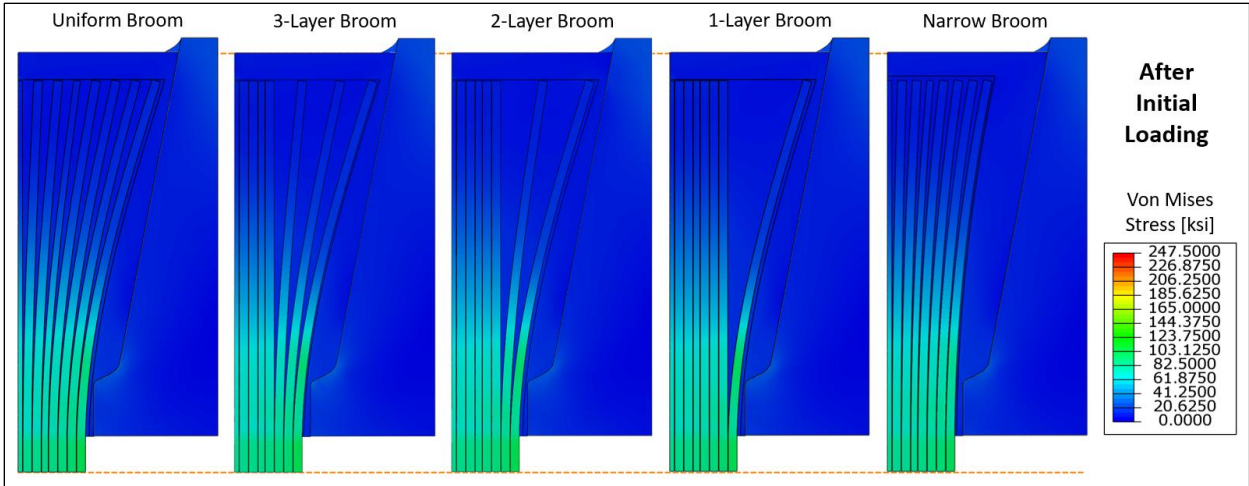 Uniform Broom
3-Layer Broom
2-Layer Broom
1-Layer Broom
Narrow Broom
After
Initial
Loading
Von Mises
Stress [ksi]
247.5000
226.8750
206.2500
185.6250
165.0000
144.3750
123.7500
103.1250
82.5000
61.8750
41.2500
20.6250
0.0000